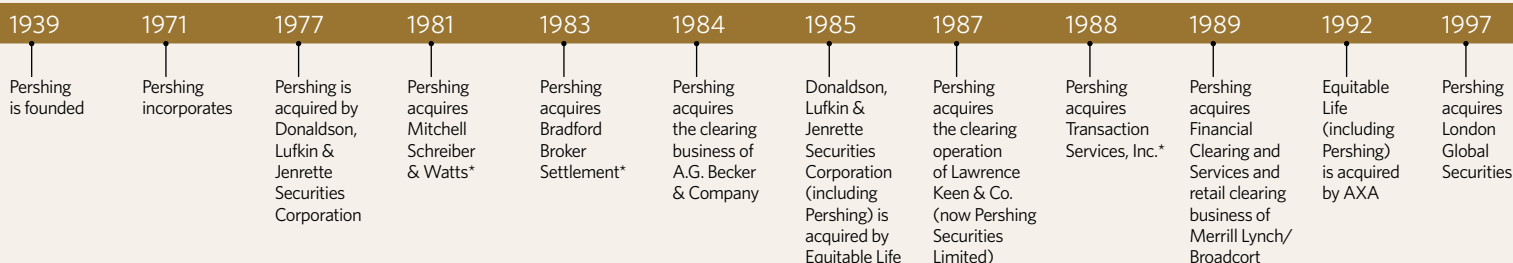 1939
Pershing
is founded
1971
Pershing
incorporates
1977
Pershing is
acquired by
Donaldson,
Lufkin &
Jenrette
Securities
Corporation
1981
Pershing
acquires
Mitchell
Schreiber
& Watts*
1983
Pershing
acquires
Bradford
Broker
Settlement*
1984
Pershing
acquires
the clearing
business of
A.G. Becker
& Company
1985
Donaldson,
Lufkin &
Jenrette
Securities
Corporation
(including
Pershing) is
acquired by
Equitable Life
1987
Pershing
acquires
the clearing
operation
of Lawrence
Keen & Co.
(now Pershing
Securities
Limited)
1988
Pershing
acquires
Transaction
Services, Inc.*
1989
Pershing
acquires
Financial
Clearing and
Services and
retail clearing
business of
Merrill Lynch/
Broadcort
1992
Equitable
Life
(including
Pershing)
is acquired
by AXA
1997
Pershing
acquires
London
Global
Securities